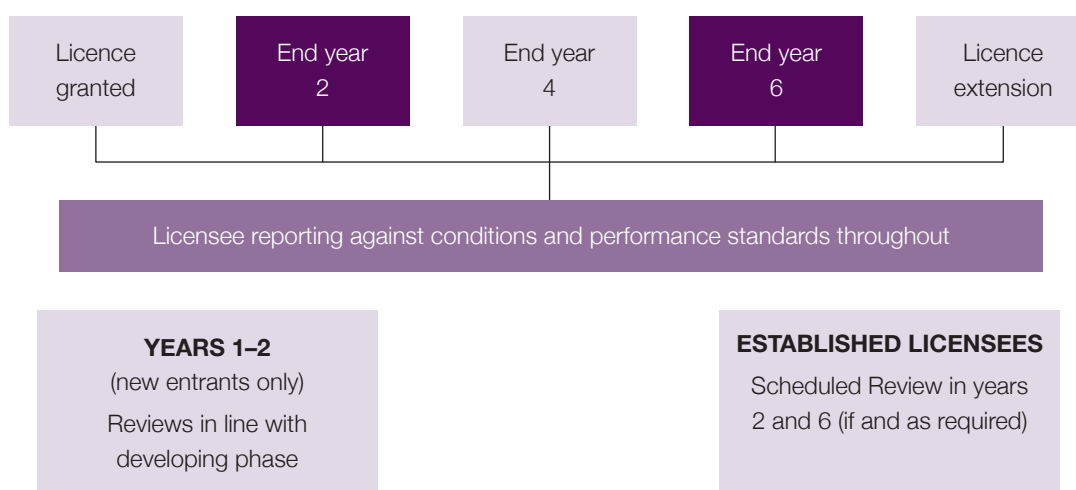 Licence
granted
End year
2
End year
4
End year
6
Licence
extension
Licensee reporting against conditions and performance standards throughout
YEARS 1–2
(new entrants only)
Reviews in line with
developing phase
ESTABLISHED LICENSEES
Scheduled Review in years
2 and 6 (if and as required)